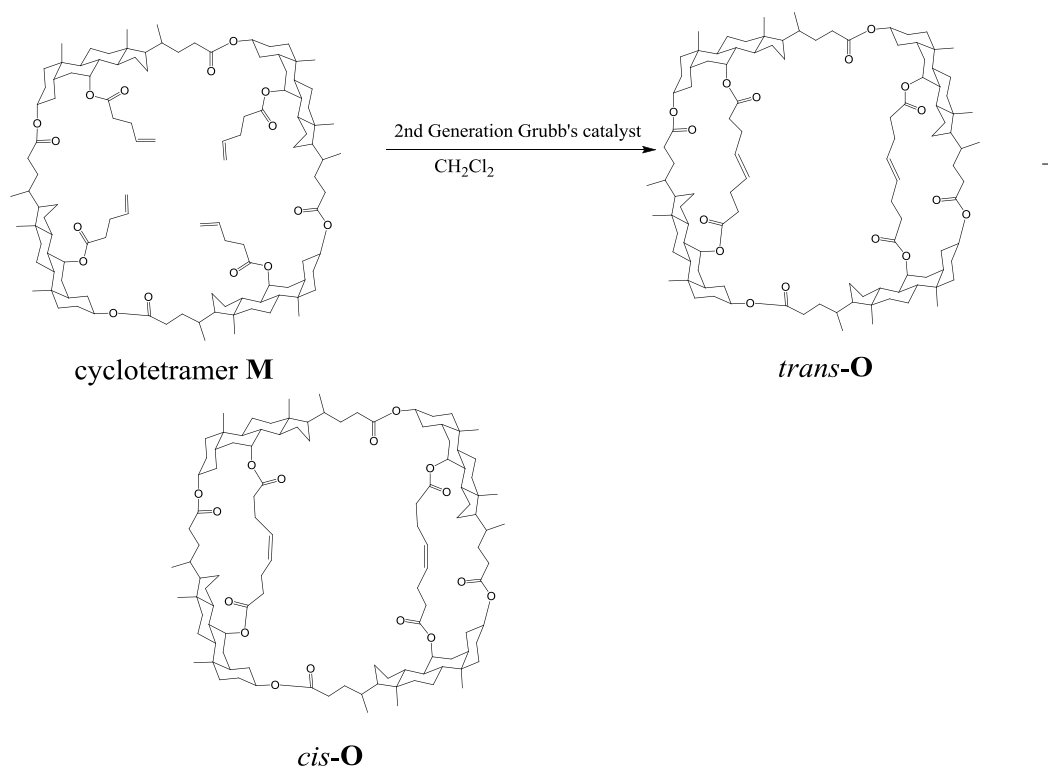 2nd Generation Grubb's catalyst
CH2Cl2
cyclotetramer M
trans-O
cis-O